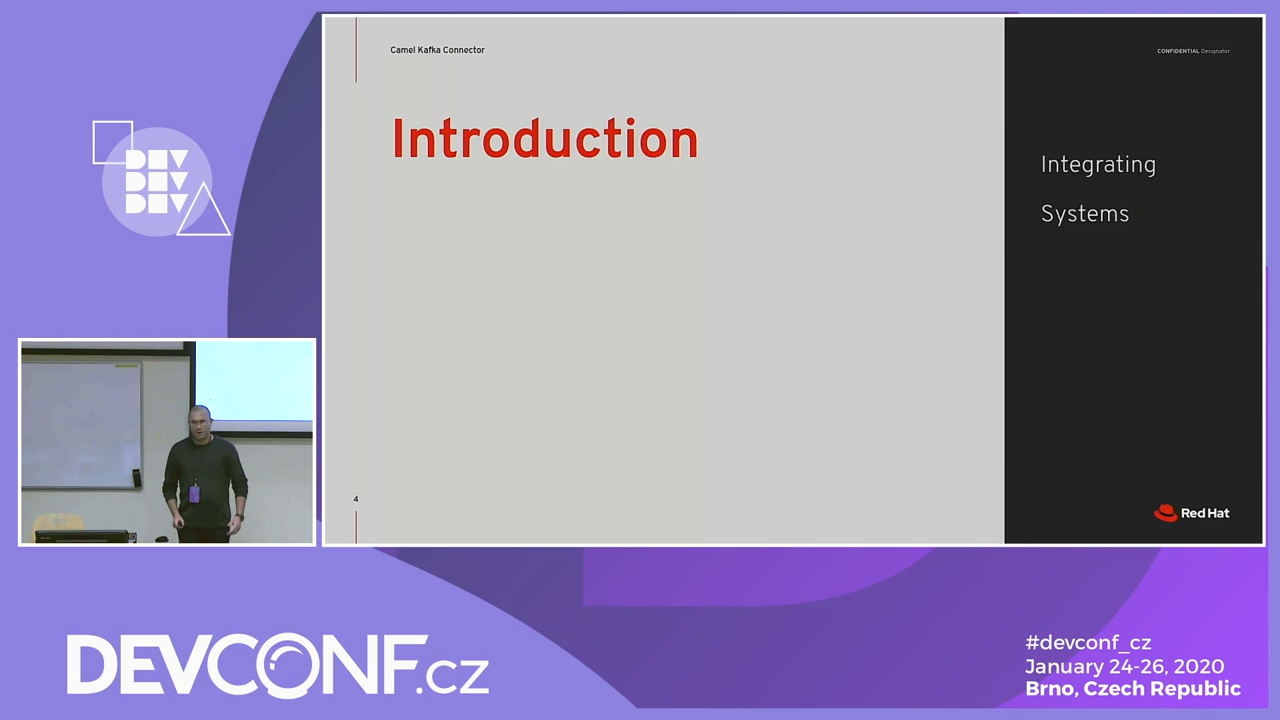 DEV
DEV
DEV
Camel Kafka Connector
CONFIDENTIAL Designator
Introduction
Integrating
Systems
4
Red Hat
DEVCONF.CZ
#devconf_cz
January 24-26, 2020
Brno, Czech Republic